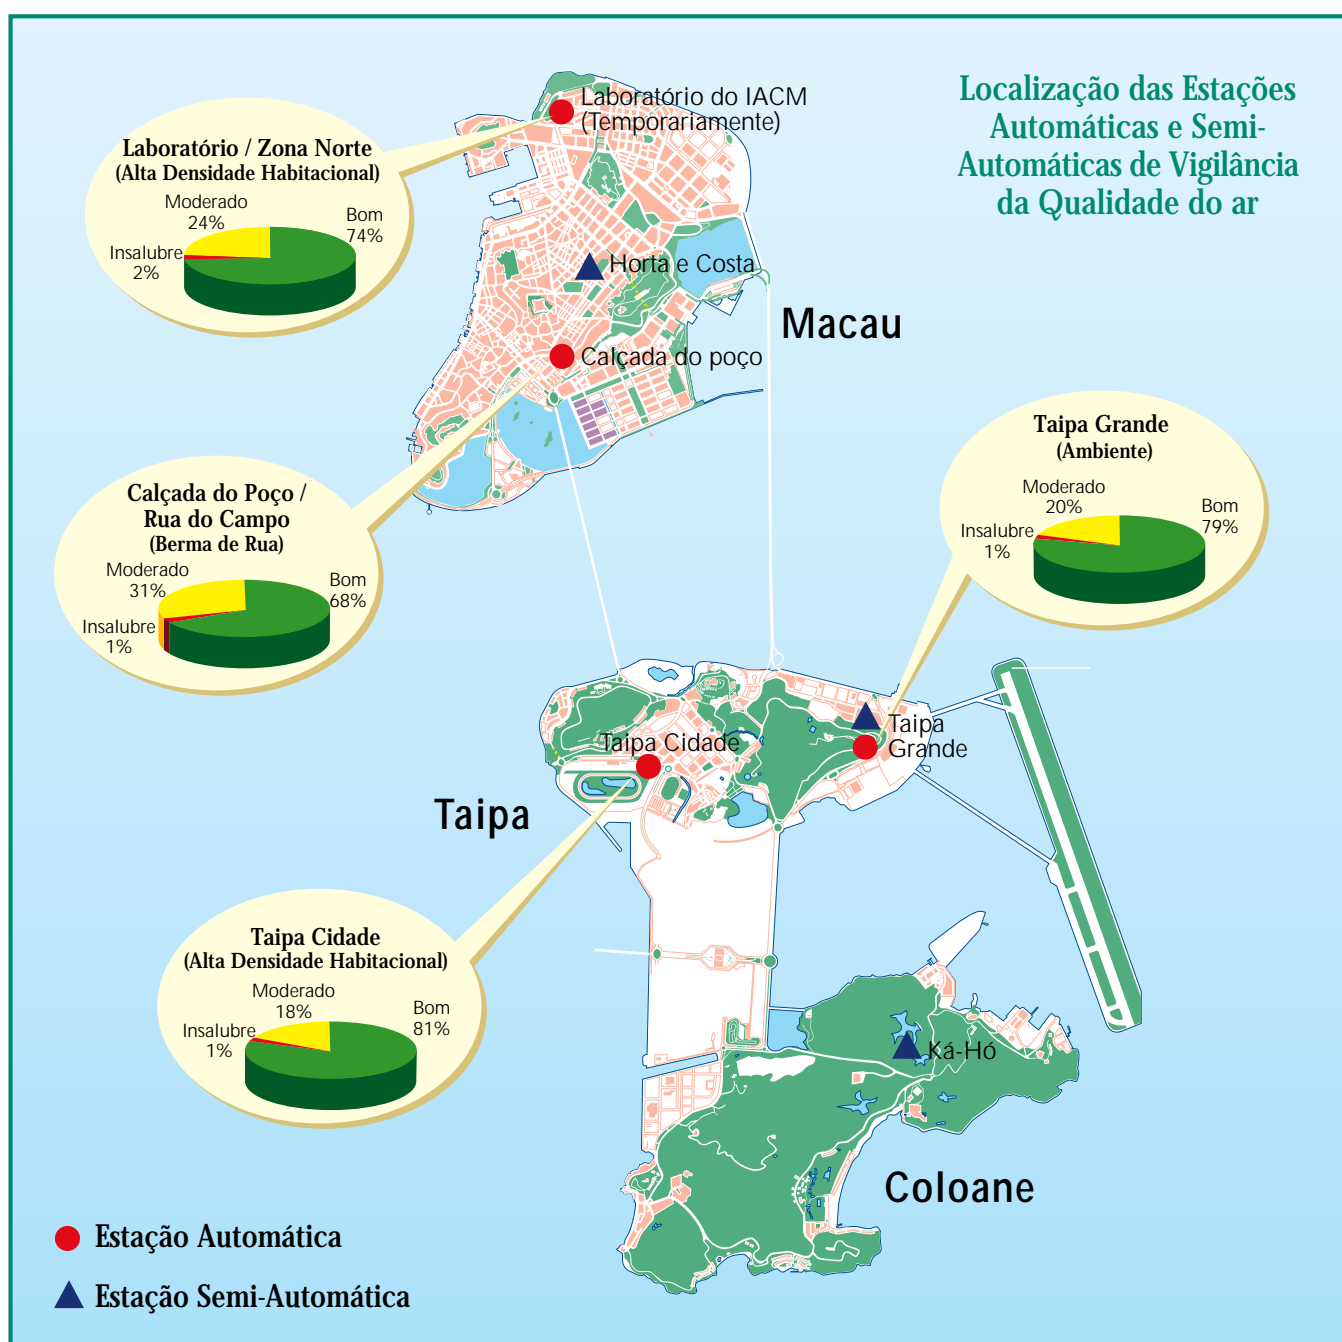 Localização das Estações
Automáticas e Semi-
Automáticas de Vigilância
da Qualidade do ar
Laboratório do IACM
(Temporariamente)
Laboratório / Zona Norte
(Alta Densidade Habitacional)
Moderado
24%
Bom
74%
Insalubre
2%
Horta e Costa
Macau
Calçada do poço
Calçada do Poço /
Rua do Campo
(Berma de Rua)
Moderado
31%
Bom
68%
Insalubre
1%
Taipa Grande
(Ambiente)
Moderado
20%
Bom
79%
Insalubre
1%
Taipa
Grande
Taipa Cidade
Taipa
Taipa Cidade
(Alta Densidade Habitacional)
Moderado
18%
Bom
81%
Insalubre
1%
Ká-Hó
Coloane
Estação Automática
Estação Semi-Automática